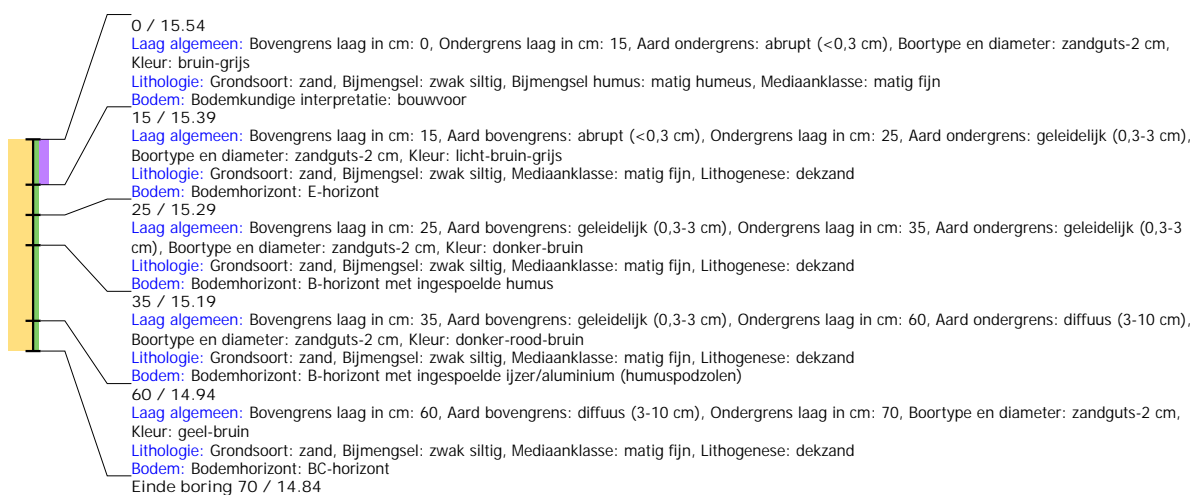 0 / 15.54
Laag algemeen: Bovengrens laag in cm: 0, Ondergrens laag in cm: 15, Aard ondergrens: abrupt (<0,3 cm), Boortype en diameter: zandguts-2 cm,
Kleur: bruin-grijs
Lithologie: Grondsoort: zand, Bijmengsel: zwak siltig, Bijmengsel humus: matig humeus, Mediaanklasse: matig fijn
Bodem: Bodemkundige interpretatie: bouwvoor
15 / 15.39
Laag algemeen: Bovengrens laag in cm: 15, Aard bovengrens: abrupt (<0,3 cm), Ondergrens laag in cm: 25, Aard ondergrens: geleidelijk (0,3-3 cm),
Boortype en diameter: zandguts-2 cm, Kleur: licht-bruin-grijs
Lithologie: Grondsoort: zand, Bijmengsel: zwak siltig, Mediaanklasse: matig fijn, Lithogenese: dekzand
Bodem: Bodemhorizont: E-horizont
25 / 15.29
Laag algemeen: Bovengrens laag in cm: 25, Aard bovengrens: geleidelijk (0,3-3 cm), Ondergrens laag in cm: 35, Aard ondergrens: geleidelijk (0,3-3
cm), Boortype en diameter: zandguts-2 cm, Kleur: donker-bruin
Lithologie: Grondsoort: zand, Bijmengsel: zwak siltig, Mediaanklasse: matig fijn, Lithogenese: dekzand
Bodem: Bodemhorizont: B-horizont met ingespoelde humus
35 / 15.19
Laag algemeen: Bovengrens laag in cm: 35, Aard bovengrens: geleidelijk (0,3-3 cm), Ondergrens laag in cm: 60, Aard ondergrens: diffuus (3-10 cm),
Boortype en diameter: zandguts-2 cm, Kleur: donker-rood-bruin
Lithologie: Grondsoort: zand, Bijmengsel: zwak siltig, Mediaanklasse: matig fijn, Lithogenese: dekzand
Bodem: Bodemhorizont: B-horizont met ingespoelde ijzer/aluminium (humuspodzolen)
60 / 14.94
Laag algemeen: Bovengrens laag in cm: 60, Aard bovengrens: diffuus (3-10 cm), Ondergrens laag in cm: 70, Boortype en diameter: zandguts-2 cm,
Kleur: geel-bruin
Lithologie: Grondsoort: zand, Bijmengsel: zwak siltig, Mediaanklasse: matig fijn, Lithogenese: dekzand
Bodem: Bodemhorizont: BC-horizont
Einde boring 70 / 14.84